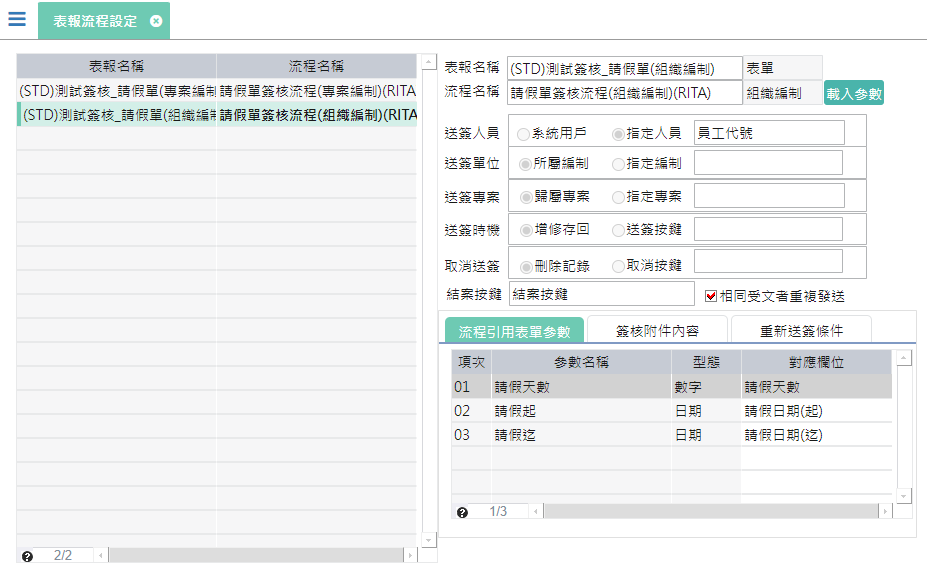 表報流程設定
表報名稱 流程名稱
(STD)測試簽核_請假單(專案編制 請假單簽核流程(專案編制)(RITA
(STD)測試簽核_請假單(組織編制 請假單簽核流程(組織編制)(RITA
2/2
表報名稱 (STD)測試簽核_請假單(組織編制) 表單
流程名稱 請假單簽核流程(組織編制)(RITA) 組織編制 載入參數
送簽人員 系統用戶 指定人員 員工代號
送簽單位 所屬編制 指定編制
送簽專案 歸屬專案 指定專案
送簽時機 增修存回 送簽按鍵
取消送簽 刪除記錄 取消按鍵
結案按鍵 結案按鍵 相同受文者重複發送
流程引用表單參數 簽核附件內容 重新送簽條件
項次 參數名稱 型態 對應欄位
01 請假天數 數字 請假天數
02 請假起 日期 請假日期(起)
03 請假迄 日期 請假日期(迄)
1/3